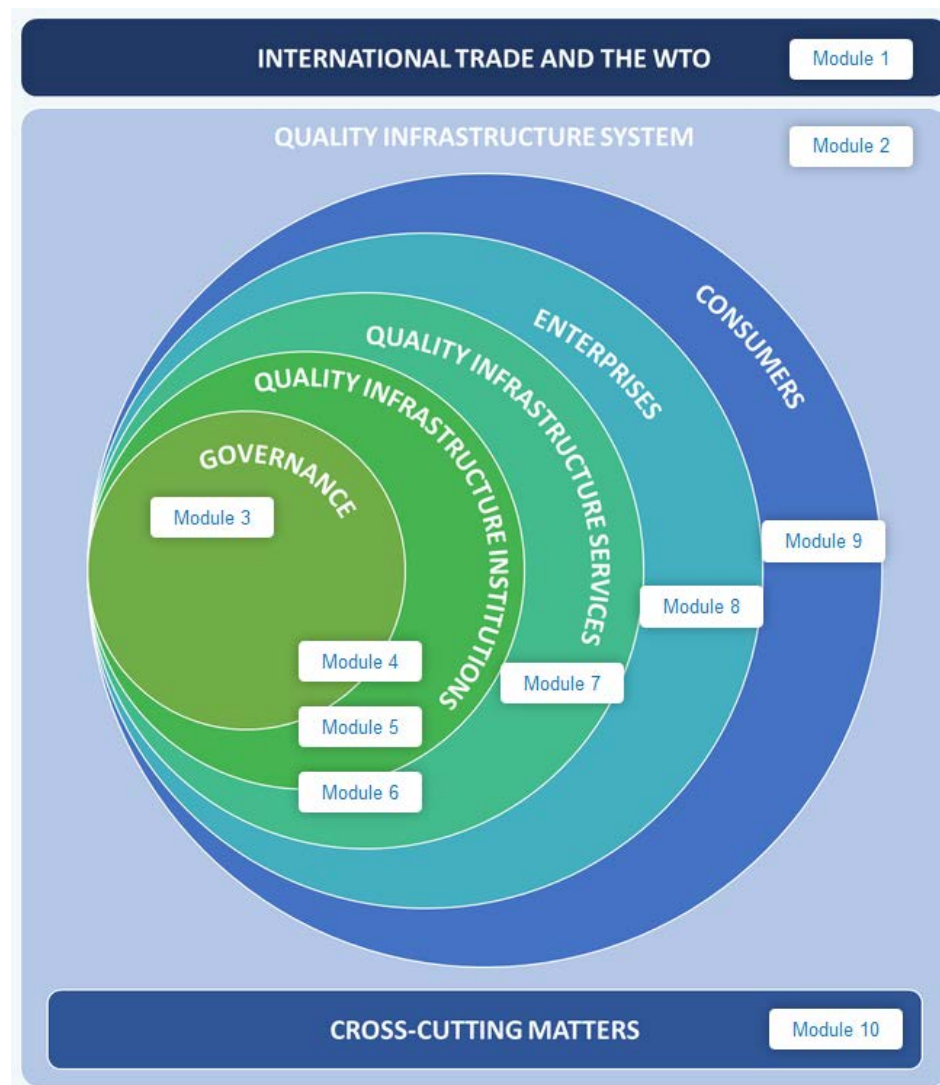 INTERNATIONAL TRADE AND THE WTO
Module 1
QUALITY INFRASTRUCTURE SYSTEM
Module 2
CONSUMERS
ENTERPRISES
QUALITY INFRASTRUCTURE SERVICES
QUALITY INFRASTRUCTURE INSTITUTIONS
GOVERNANCE
Module 3
Module 9
Module 8
Module 4
Module 7
Module 5
Module 6
CROSS-CUTTING MATTERS
Module 10